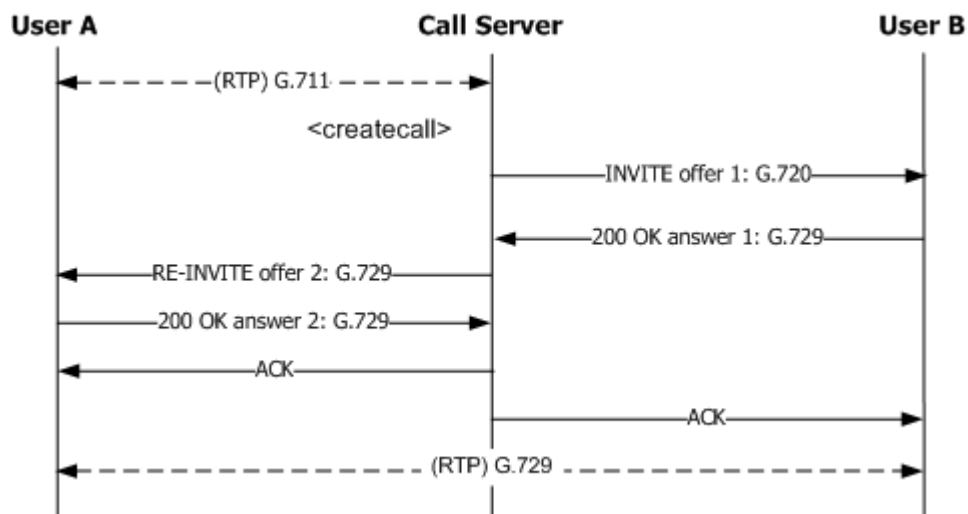 User A
Call Server
User B
(RTP) G.711
<createcall>
INVITE offer 1: G.720
200 OK answer 1: G.729
RE-INVITE offer 2: G.729
200 OK answer 2: G.729
ACK
ACK
(RTP) G.729